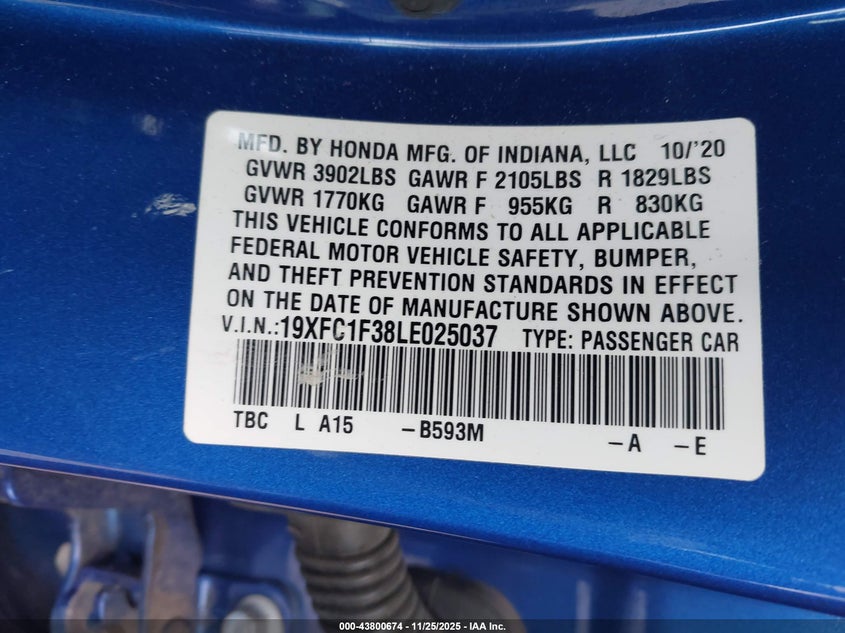 MFD. BY HONDA MFG. OF INDIANA, LLC 10/'20
GVWR 3902LBS GAWR F 2105LBS R 1829LBS
GVWR 1770KG GAWR F 955KG R 830KG
THIS VEHICLE CONFORMS TO ALL APPLICABLE
FEDERAL MOTOR VEHICLE SAFETY, BUMPER,
AND THEFT PREVENTION STANDARDS IN EFFECT
ON THE DATE OF MANUFACTURE SHOWN ABOVE.
V.I.N.:19XFC1F38LE025037 TYPE: PASSENGER CAR
TBC L A15 –B593M –A –E
000-43800674 - 11/25/2025 - IAA Inc.